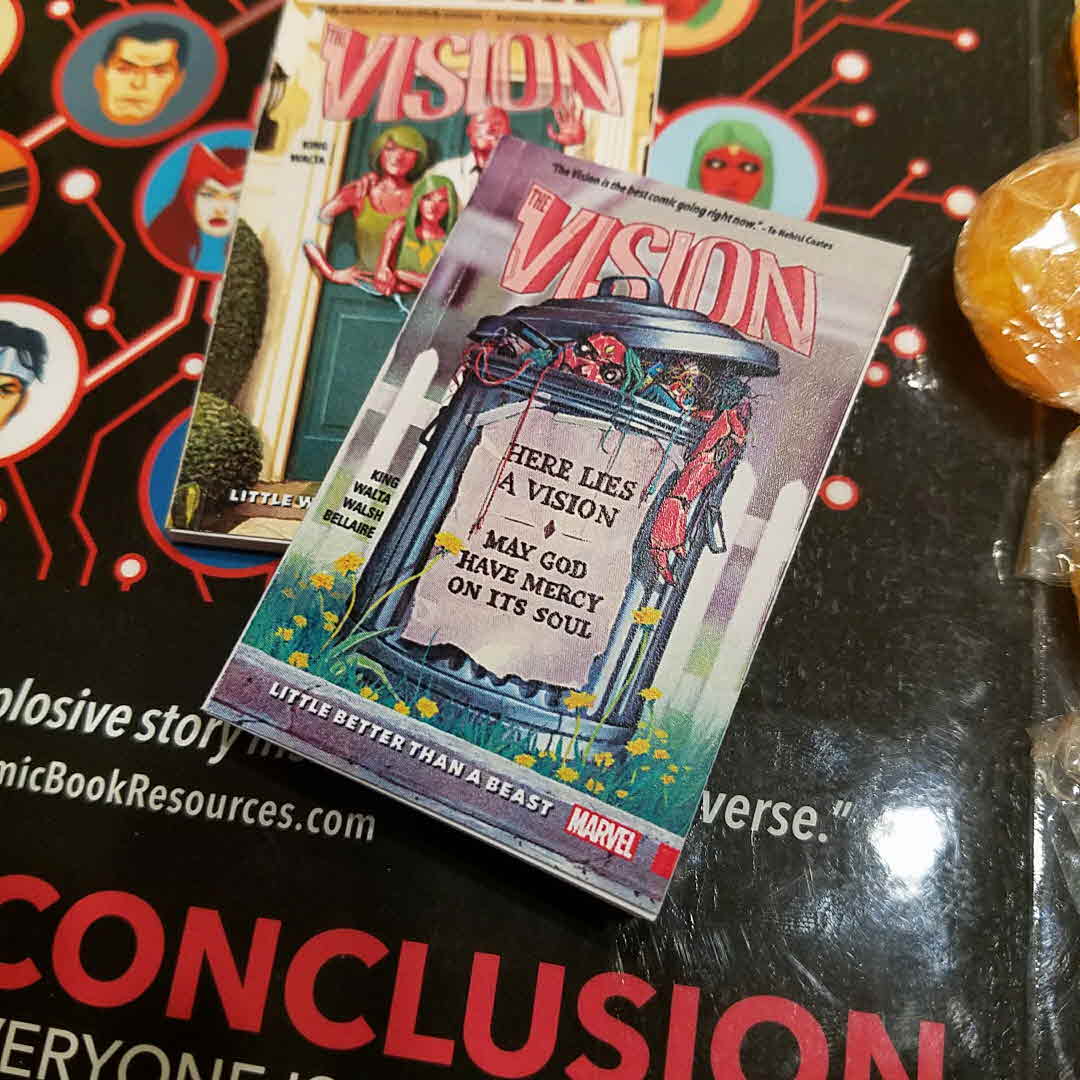 THE
VISION
KING
WALTA
LITTLE W
"The Vision is the best comic going right now." - Ta Nehisi Coates
THE
VISION
HERE LIES
A VISION
MAY GOD
HAVE MERCY
ON ITS SOUL
KING
WALTA
WALSH
BELLAIRE
LITTLE BETTER THAN A BEAST
MARVEL
plosive story
verse."
micBookResources.com
CONCLUSION
VERYONE IS